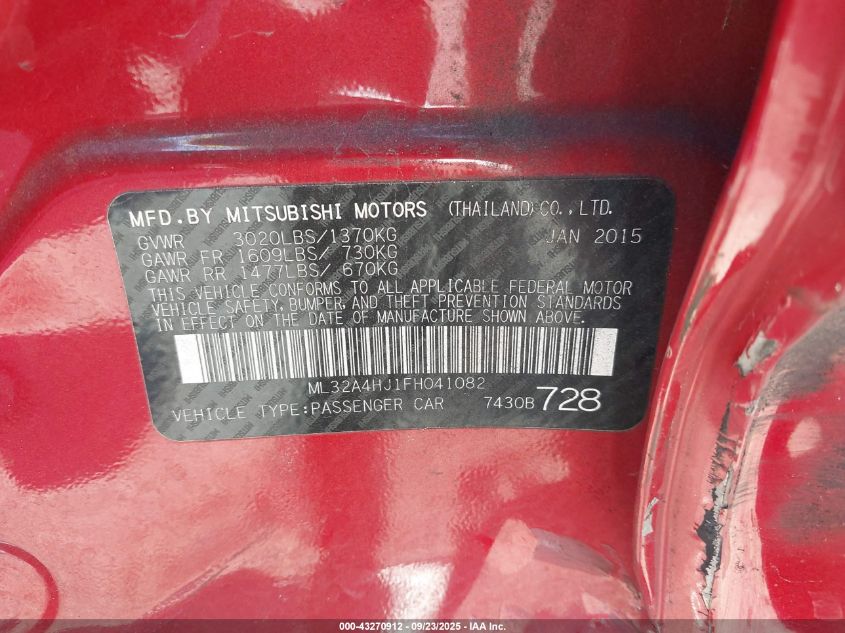 MFD.BY MITSUBISHI MOTORS (THAILAND)CO.,LTD.
GVWR 3020LBS/1370KG JAN 2015
GAWR FR 1609LBS/ 730KG
GAWR RR 1477LBS/ 670KG
THIS VEHICLE CONFORMS TO ALL APPLICABLE FEDERAL MOTOR
VEHICLE SAFETY, BUMPER, AND THEFT PREVENTION STANDARDS
IN EFFECT ON THE DATE OF MANUFACTURE SHOWN ABOVE.
ML32A4HJ1FH041082
VEHICLE TYPE:PASSENGER CAR 7430B 728
000-43270912 - 09/23/2025 - IAA Inc.